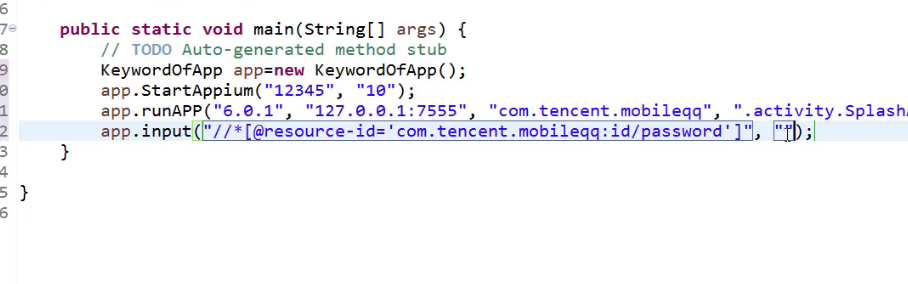 6
7 public static void main(String[] args) {
8 // TODO Auto-generated method stub
9 KeywordOfApp app=new KeywordOfApp();
0 app.StartAppium("12345", "10");
1 app.runAPP("6.0.1", "127.0.0.1:7555", "com.tencent.mobileqq", ".activity.SplashA
2 app.input("//*[@resource-id='com.tencent.mobileqq:id/password']", "");
3 }
4
5 }
6